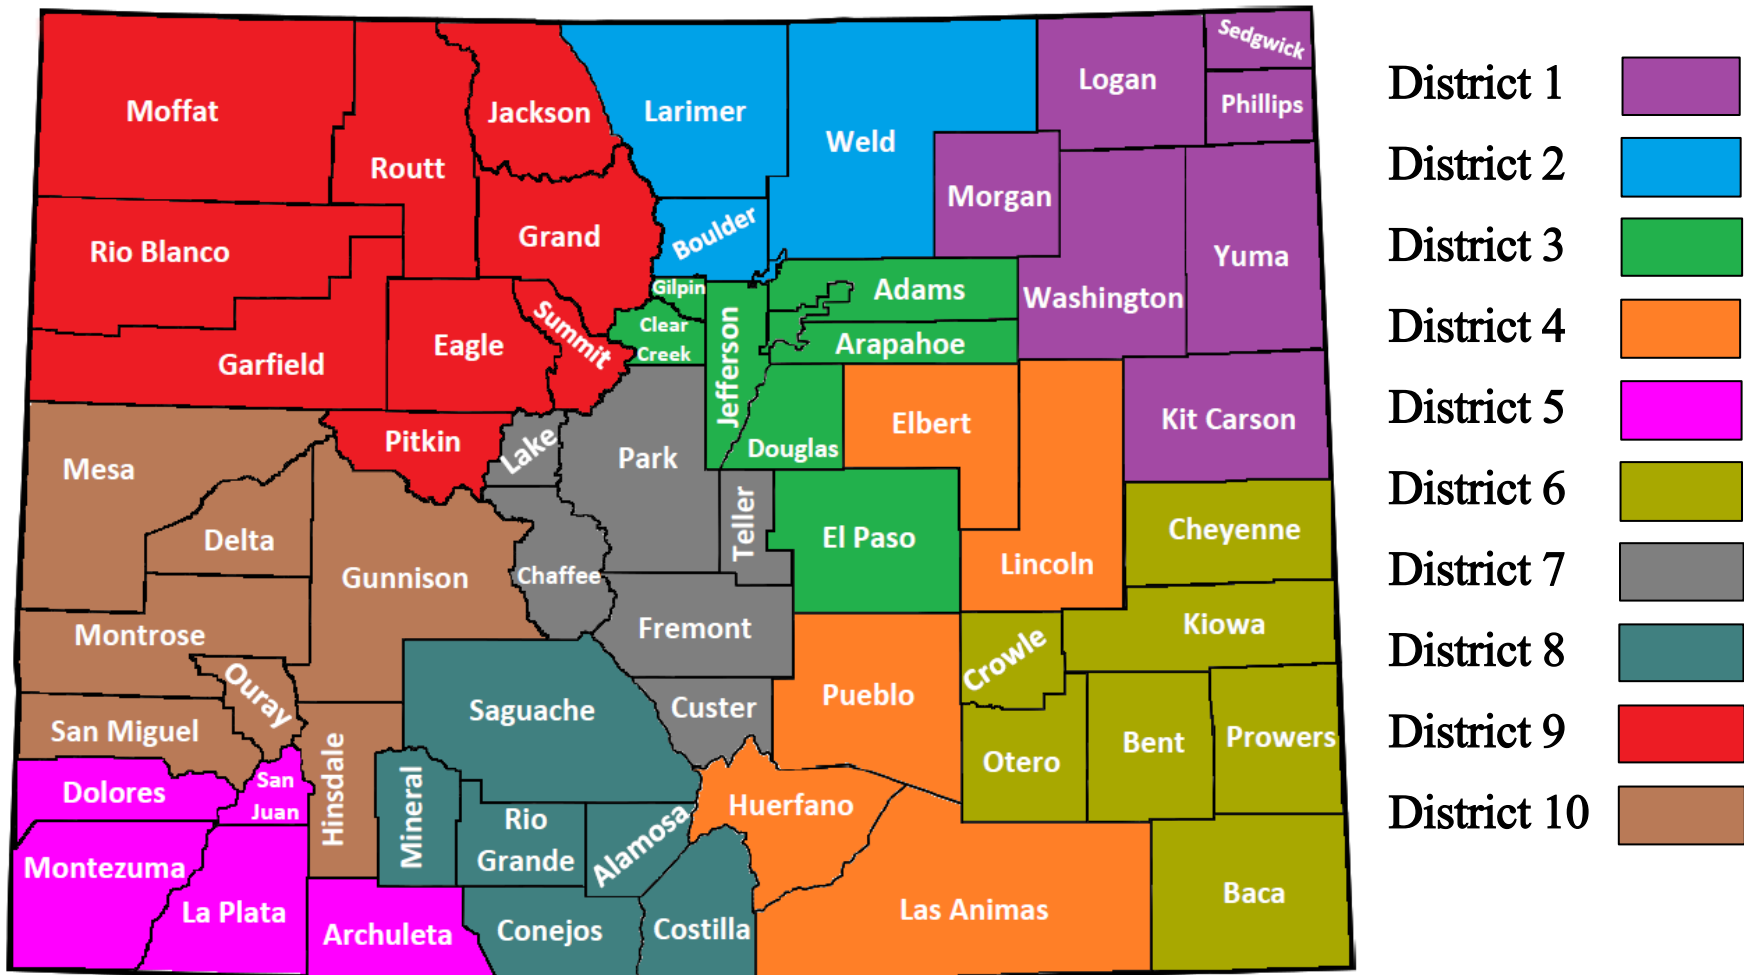 Sedgwick
Logan
District 1
Moffat
Jackson
Larimer
Phillips
Weld
District 2
Routt
Morgan
Rio Blanco
Grand
Boulder
Yuma
District 3
Gilpin
Adams
Washington
Summit
Clear
Creek
Eagle
Arapahoe
District 4
Garfield
Jefferson
Kit Carson
District 5
Pitkin
Lake
Park
Douglas
Elbert
Mesa
District 6
Delta
Teller
El Paso
Cheyenne
Gunnison
Chaffee
Lincoln
District 7
Montrose
Fremont
Kiowa
District 8
Ouray
Crowle
Saguache
Custer
Pueblo
San Miguel
Otero
Bent
Prowers
District 9
Dolores
San
Juan
Hinsdale
Mineral
Rio
Grande
Alamosa
Huerfano
District 10
Montezuma
La Plata
Archuleta
Conejos
Costilla
Las Animas
Baca